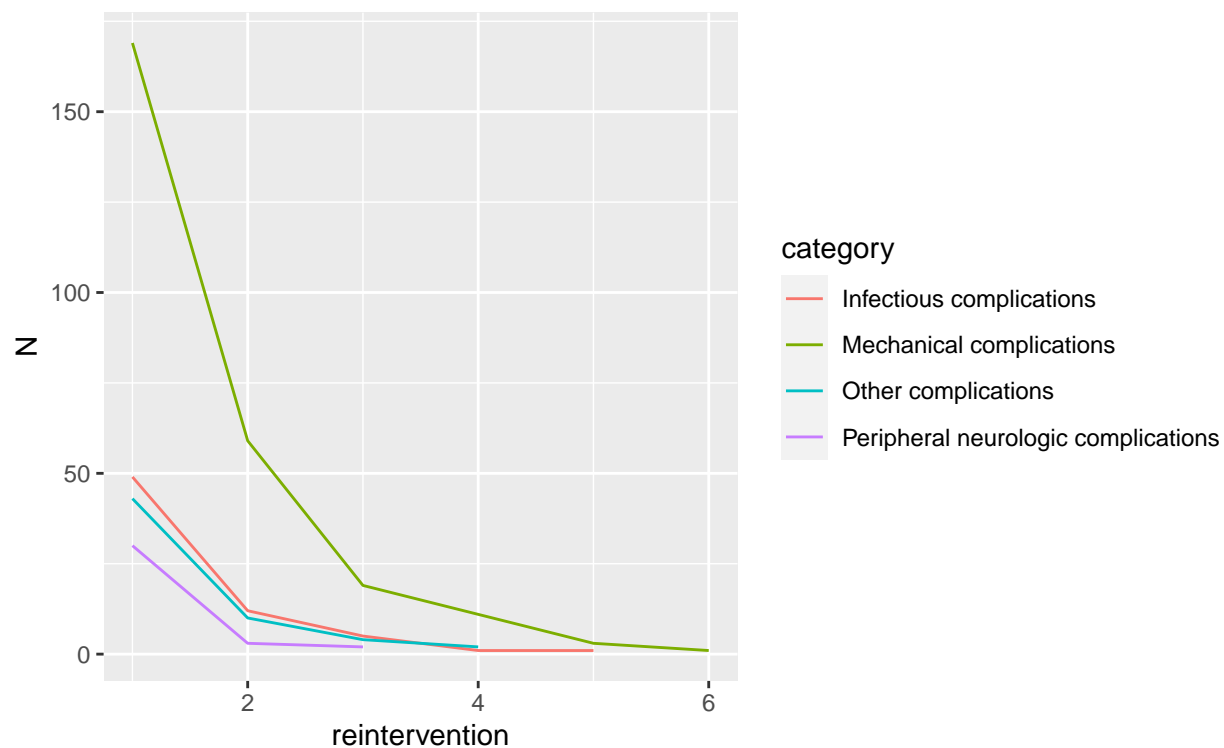 150
100
50
0
N
2
4
6
reintervention
category
Infectious complications
Mechanical complications
Other complications
Peripheral neurologic complications